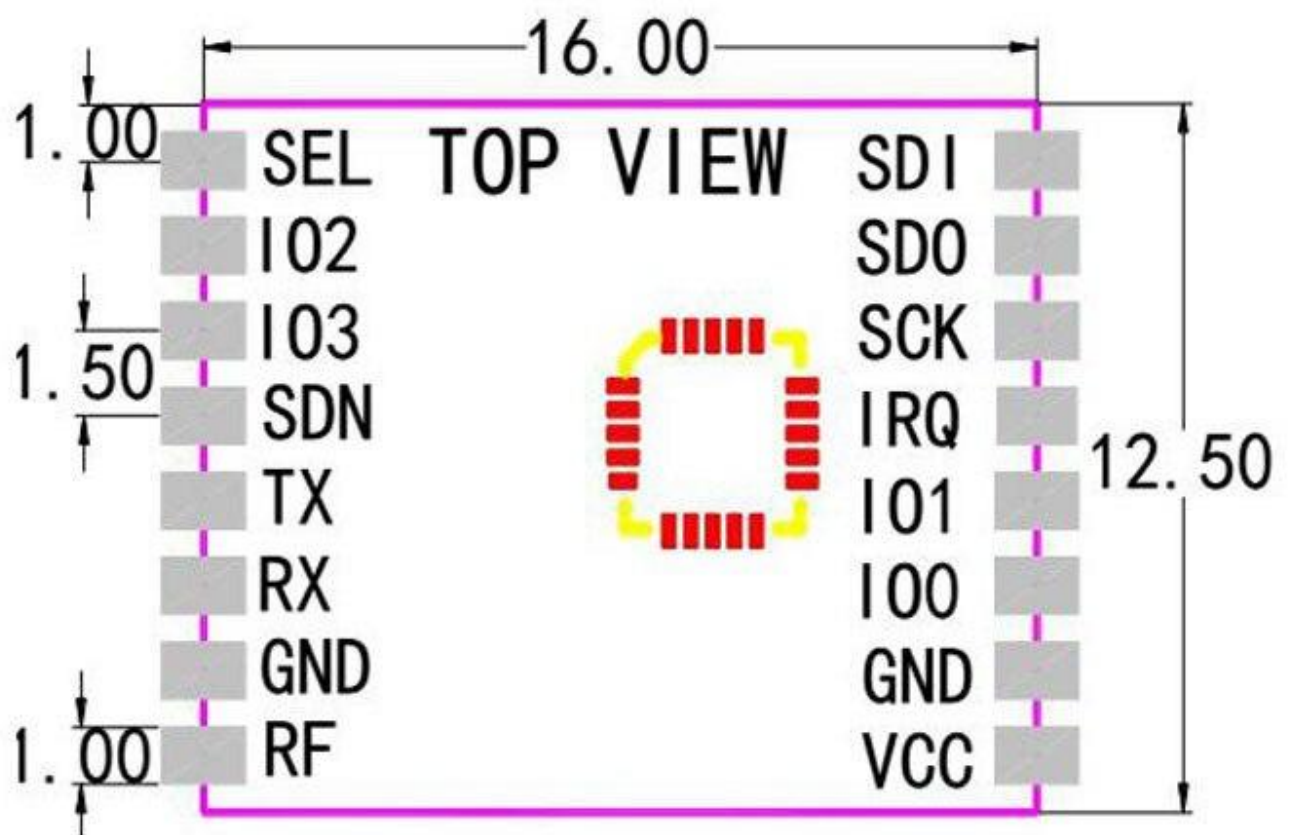 16.00
1.00
SEL TOP VIEW SDI
IO2 SDO
IO3 SCK
1.50
SDN IRQ
12.50
TX IO1
RX IO0
GND GND
1.00 RF VCC